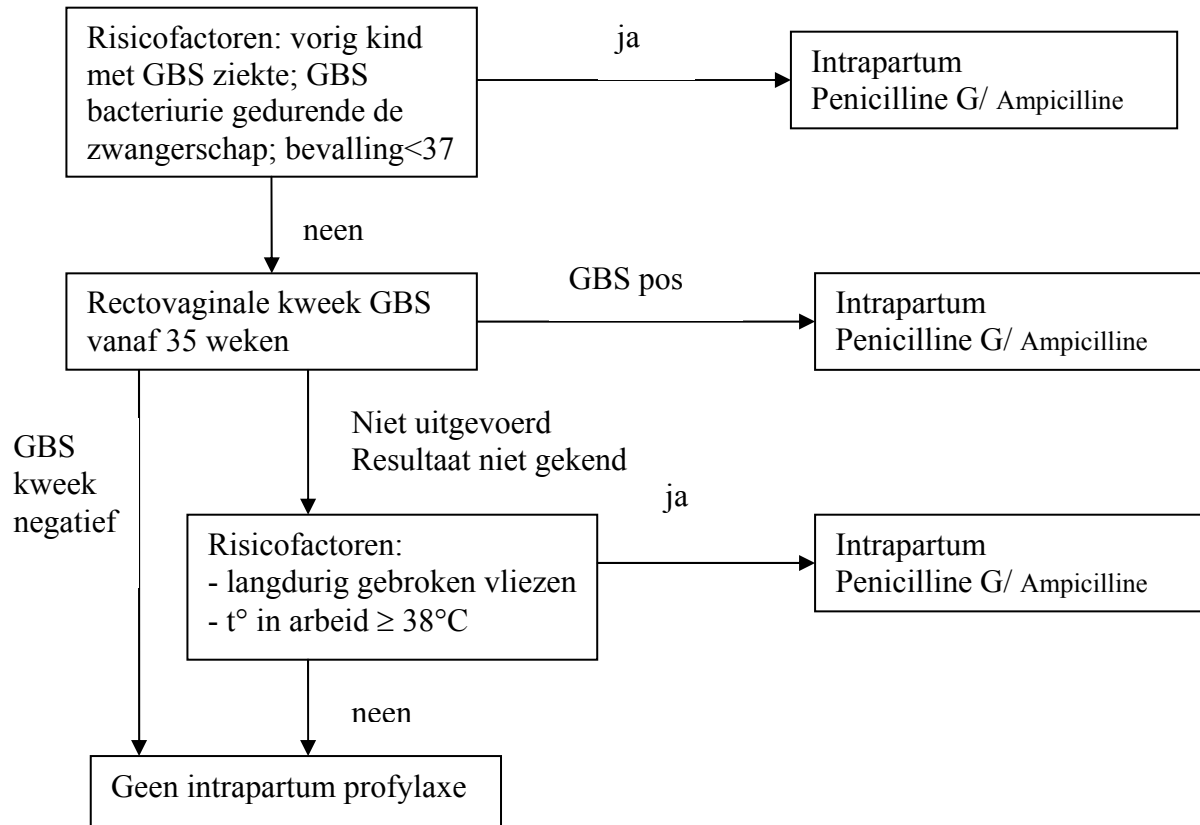 Risicofactoren: vorig kind
met GBS ziekte; GBS
bacteriurie gedurende de
zwangerschap; bevalling<37
ja
Intrapartum
Penicilline G/ Ampicilline
neen
Rectovaginale kweek GBS
vanaf 35 weken
GBS pos
Intrapartum
Penicilline G/ Ampicilline
GBS
kweek
negatief
Niet uitgevoerd
Resultaat niet gekend
Risicofactoren:
- langdurig gebroken vliezen
- t° in arbeid ≥ 38°C
ja
Intrapartum
Penicilline G/ Ampicilline
neen
Geen intrapartum profylaxe